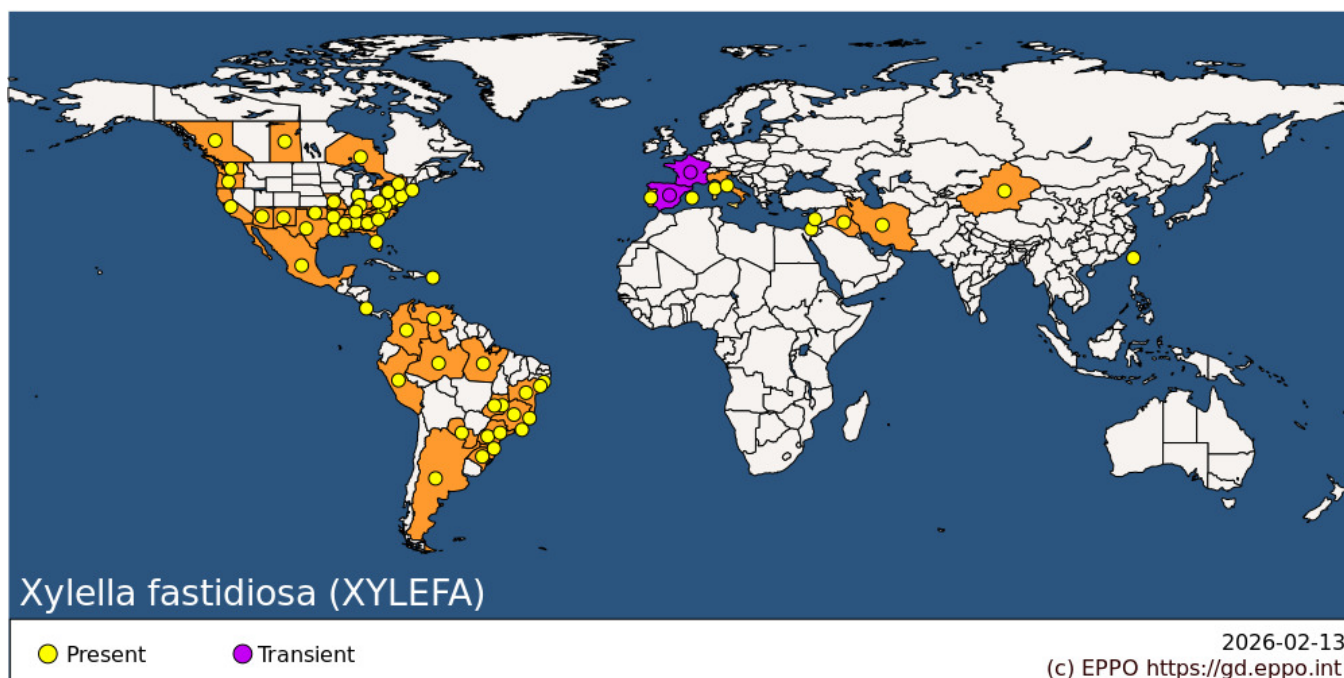 Xylella fastidiosa (XYLEFA)
Present
Transient
2026-02-13
(c) EPPO https://gd.eppo.int